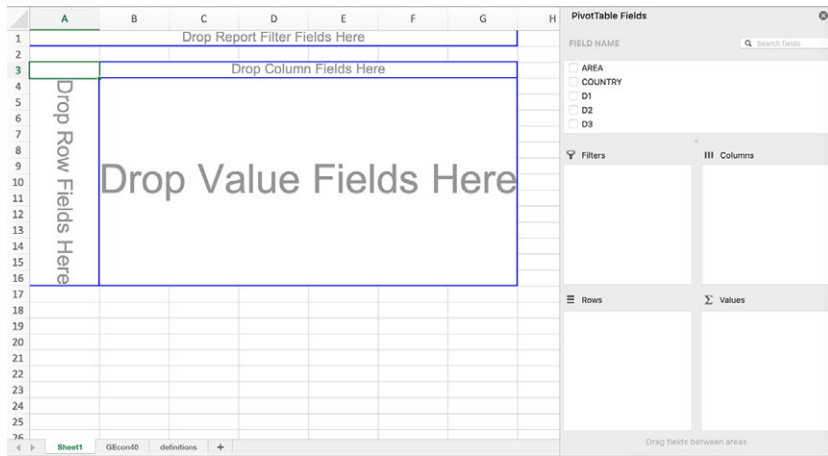 A B C D E F G H
1 Drop Report Filter Fields Here
2
3 Drop Column Fields Here
4
5
6
7
8
9
10
11
12
13
14
15
16
17
18
19
20
21
22
23
24
25
26
Drop Row Fields Here
Drop Value Fields Here
Sheet1 GEcon40 definitions +
PivotTable Fields
FIELD NAME Search fields
AREA
COUNTRY
D1
D2
D3
Filters Columns
Rows Σ Values
Drag fields between areas